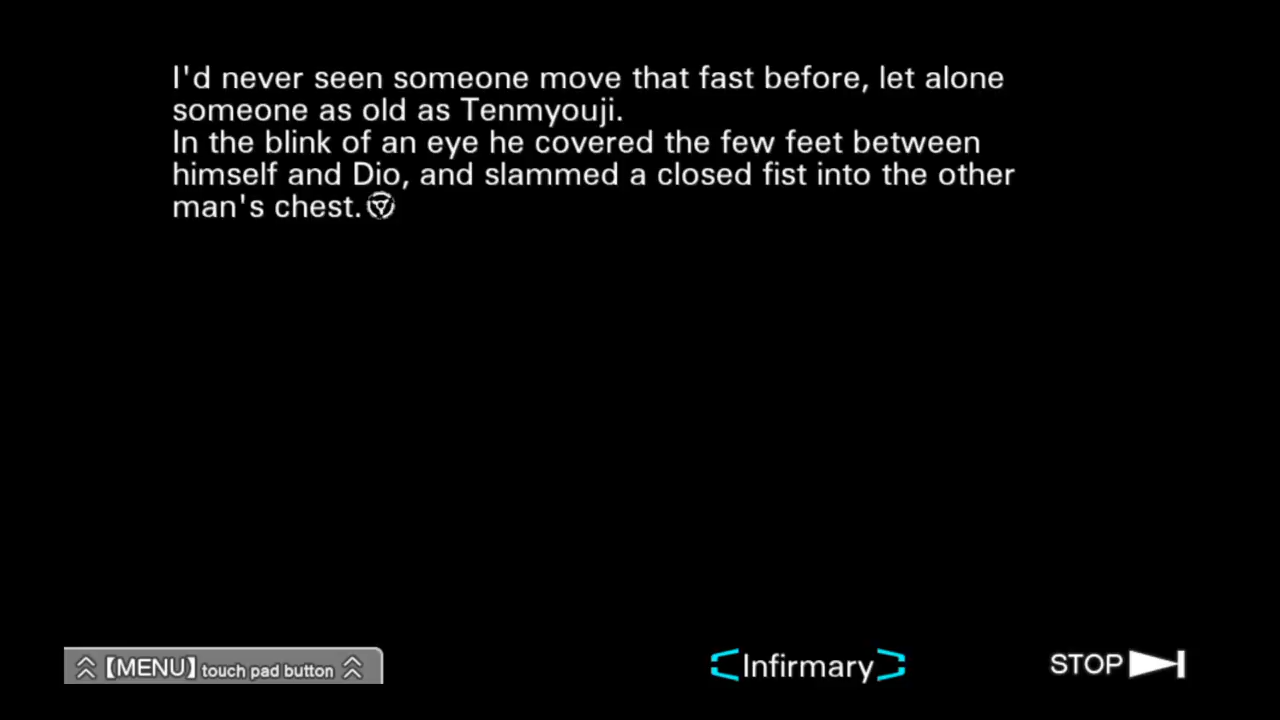 I'd never seen someone move that fast before, let alone
someone as old as Tenmyouji.
In the blink of an eye he covered the few feet between
himself and Dio, and slammed a closed fist into the other
man's chest.
【MENU】touch pad button
Infirmary
STOP